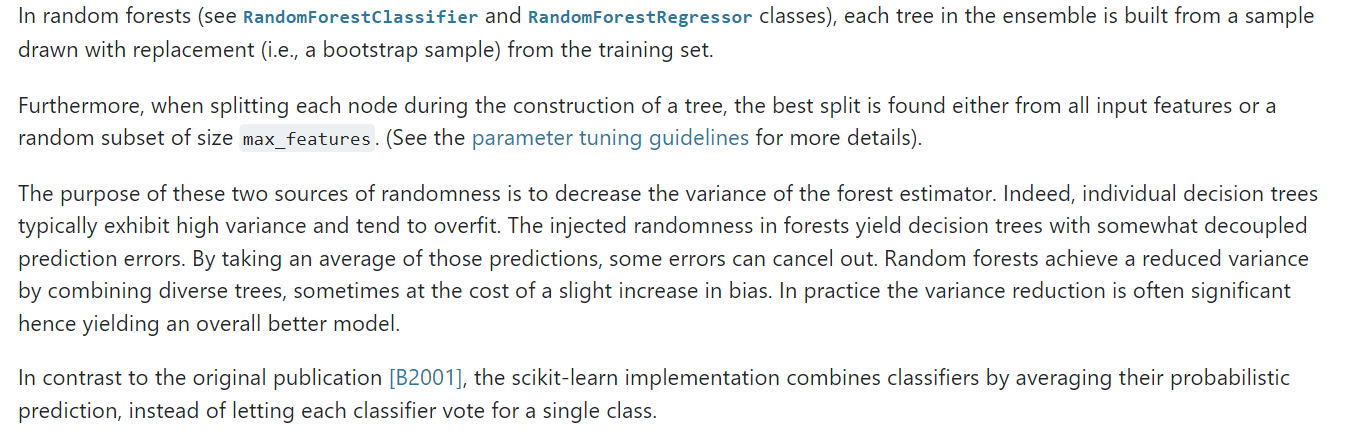 In random forests (see RandomForestClassifier and RandomForestRegressor classes), each tree in the ensemble is built from a sample
drawn with replacement (i.e., a bootstrap sample) from the training set.
Furthermore, when splitting each node during the construction of a tree, the best split is found either from all input features or a
random subset of size max_features. (See the parameter tuning guidelines for more details).
The purpose of these two sources of randomness is to decrease the variance of the forest estimator. Indeed, individual decision trees
typically exhibit high variance and tend to overfit. The injected randomness in forests yield decision trees with somewhat decoupled
prediction errors. By taking an average of those predictions, some errors can cancel out. Random forests achieve a reduced variance
by combining diverse trees, sometimes at the cost of a slight increase in bias. In practice the variance reduction is often significant
hence yielding an overall better model.
In contrast to the original publication [B2001], the scikit-learn implementation combines classifiers by averaging their probabilistic
prediction, instead of letting each classifier vote for a single class.